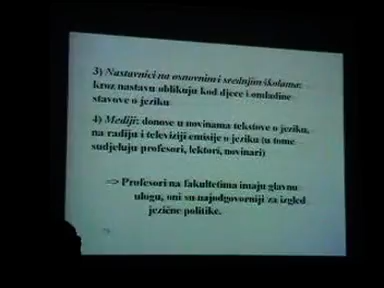 3) Nastavnici na osnovnim i srednjim školama:
kroz nastavu oblikuju kod djece i omladine
stavove o jeziku
4) Mediji: donose u novinama tekstove o jeziku,
na radiju i televiziji emisije o jeziku (u tome
sudjeluju profesori, lektori, novinari)
=> Profesori na fakultetima imaju glavnu
ulogu, oni su najodgovorniji za izgled
jezične politike.